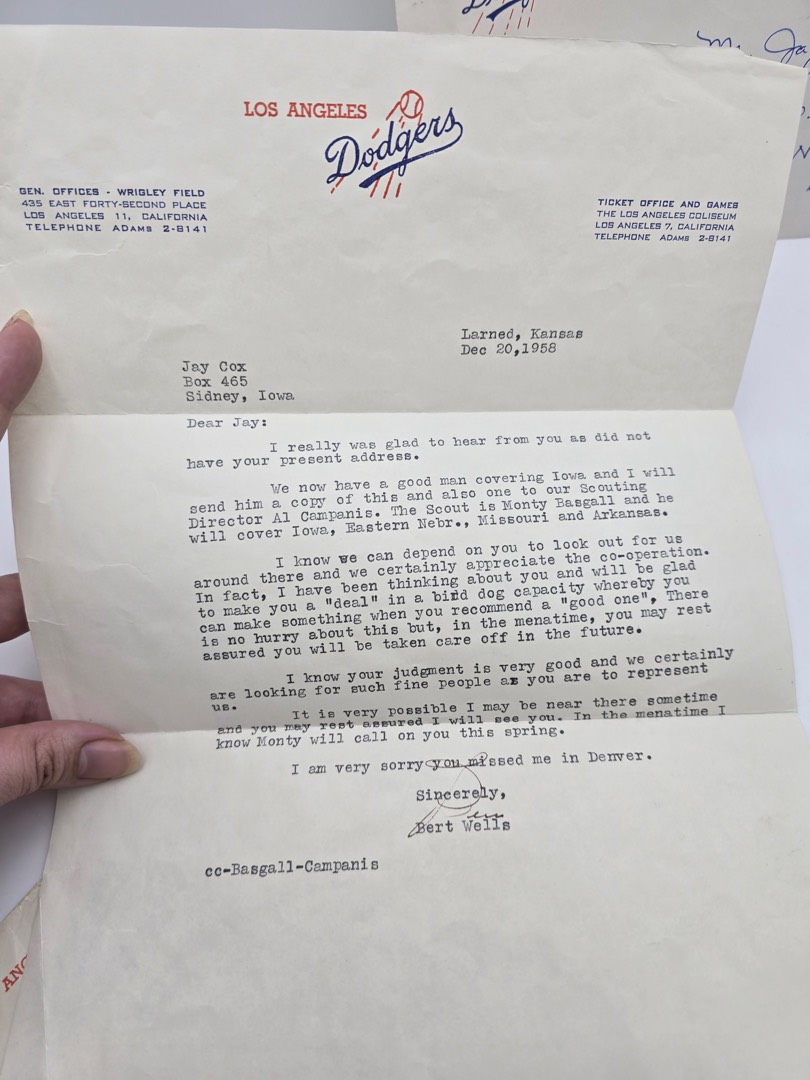 Mr. Ja
LOS ANGELES
Dodgers
GEN. OFFICES - WRIGLEY FIELD
435 EAST FORTY-SECOND PLACE
LOS ANGELES 11, CALIFORNIA
TELEPHONE ADAMS 2-8141
TICKET OFFICE AND GAMES
THE LOS ANGELES COLISEUM
LOS ANGELES 7, CALIFORNIA
TELEPHONE ADAMS 2-8141
Larned, Kansas
Dec 20,1958
Jay Cox
Box 465
Sidney, Iowa
Dear Jay:
I really was glad to hear from you as did not
have your present address.
We now have a good man covering Iowa and I will
send him a copy of this and also one to our Scouting
Director Al Campanis. The Scout is Monty Basgall and he
will cover Iowa, Eastern Nebr., Missouri and Arkansas.
I know we can depend on you to look out for us
around there and we certainly appreciate the co-operation.
In fact, I have been thinking about you and will be glad
to make you a "deal" in a bird dog capacity whereby you
can make something when you recommend a "good one", There
is no hurry about this but, in the menatime, you may rest
assured you will be taken care off in the future.
I know your judgment is very good and we certainly
are looking for such fine people as you are to represent
us.
It is very possible I may be near there sometime
and you may rest assured I will see you. In the menatime I
know Monty will call on you this spring.
I am very sorry you missed me in Denver.
Sincerely,
Bert Wells
cc-Basgall-Campanis
ANG